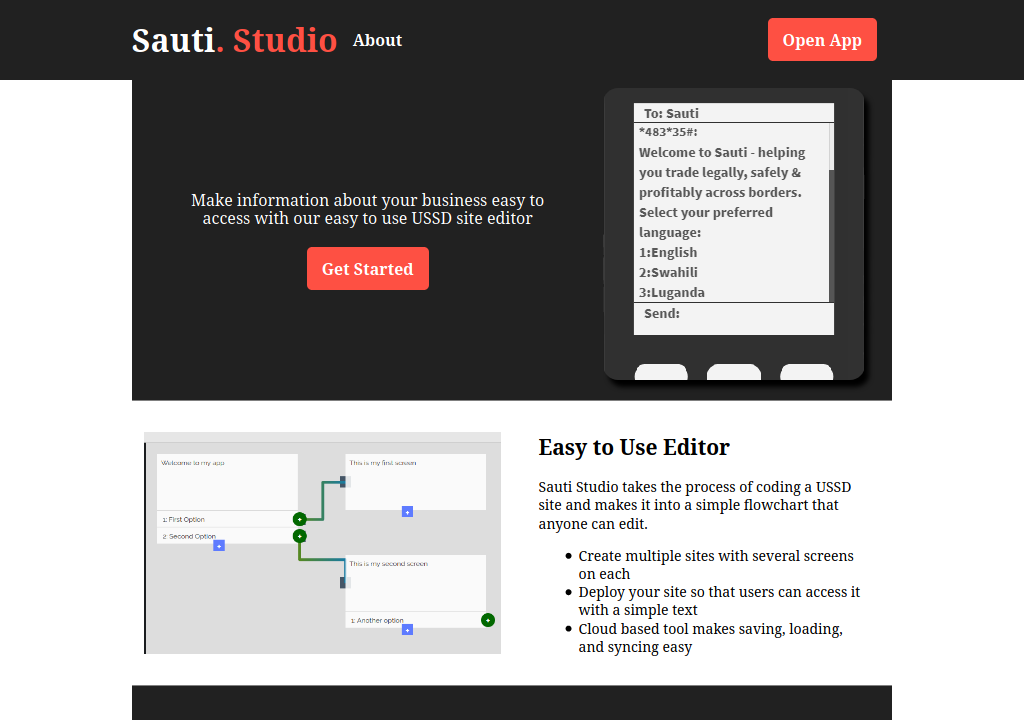 Sauti. Studio
About
Open App
Make information about your business easy to
access with our easy to use USSD site editor
Get Started
To: Sauti
*483*35#:
Welcome to Sauti - helping
you trade legally, safely &
profitably across borders.
Select your preferred
language:
1:English
2:Swahili
3:Luganda
Send:
Welcome to my app
1: First Option
2: Second Option
This is my first screen
This is my second screen
1: Another option
Easy to Use Editor
Sauti Studio takes the process of coding a USSD
site and makes it into a simple flowchart that
anyone can edit.
• Create multiple sites with several screens
on each
• Deploy your site so that users can access it
with a simple text
• Cloud based tool makes saving, loading,
and syncing easy